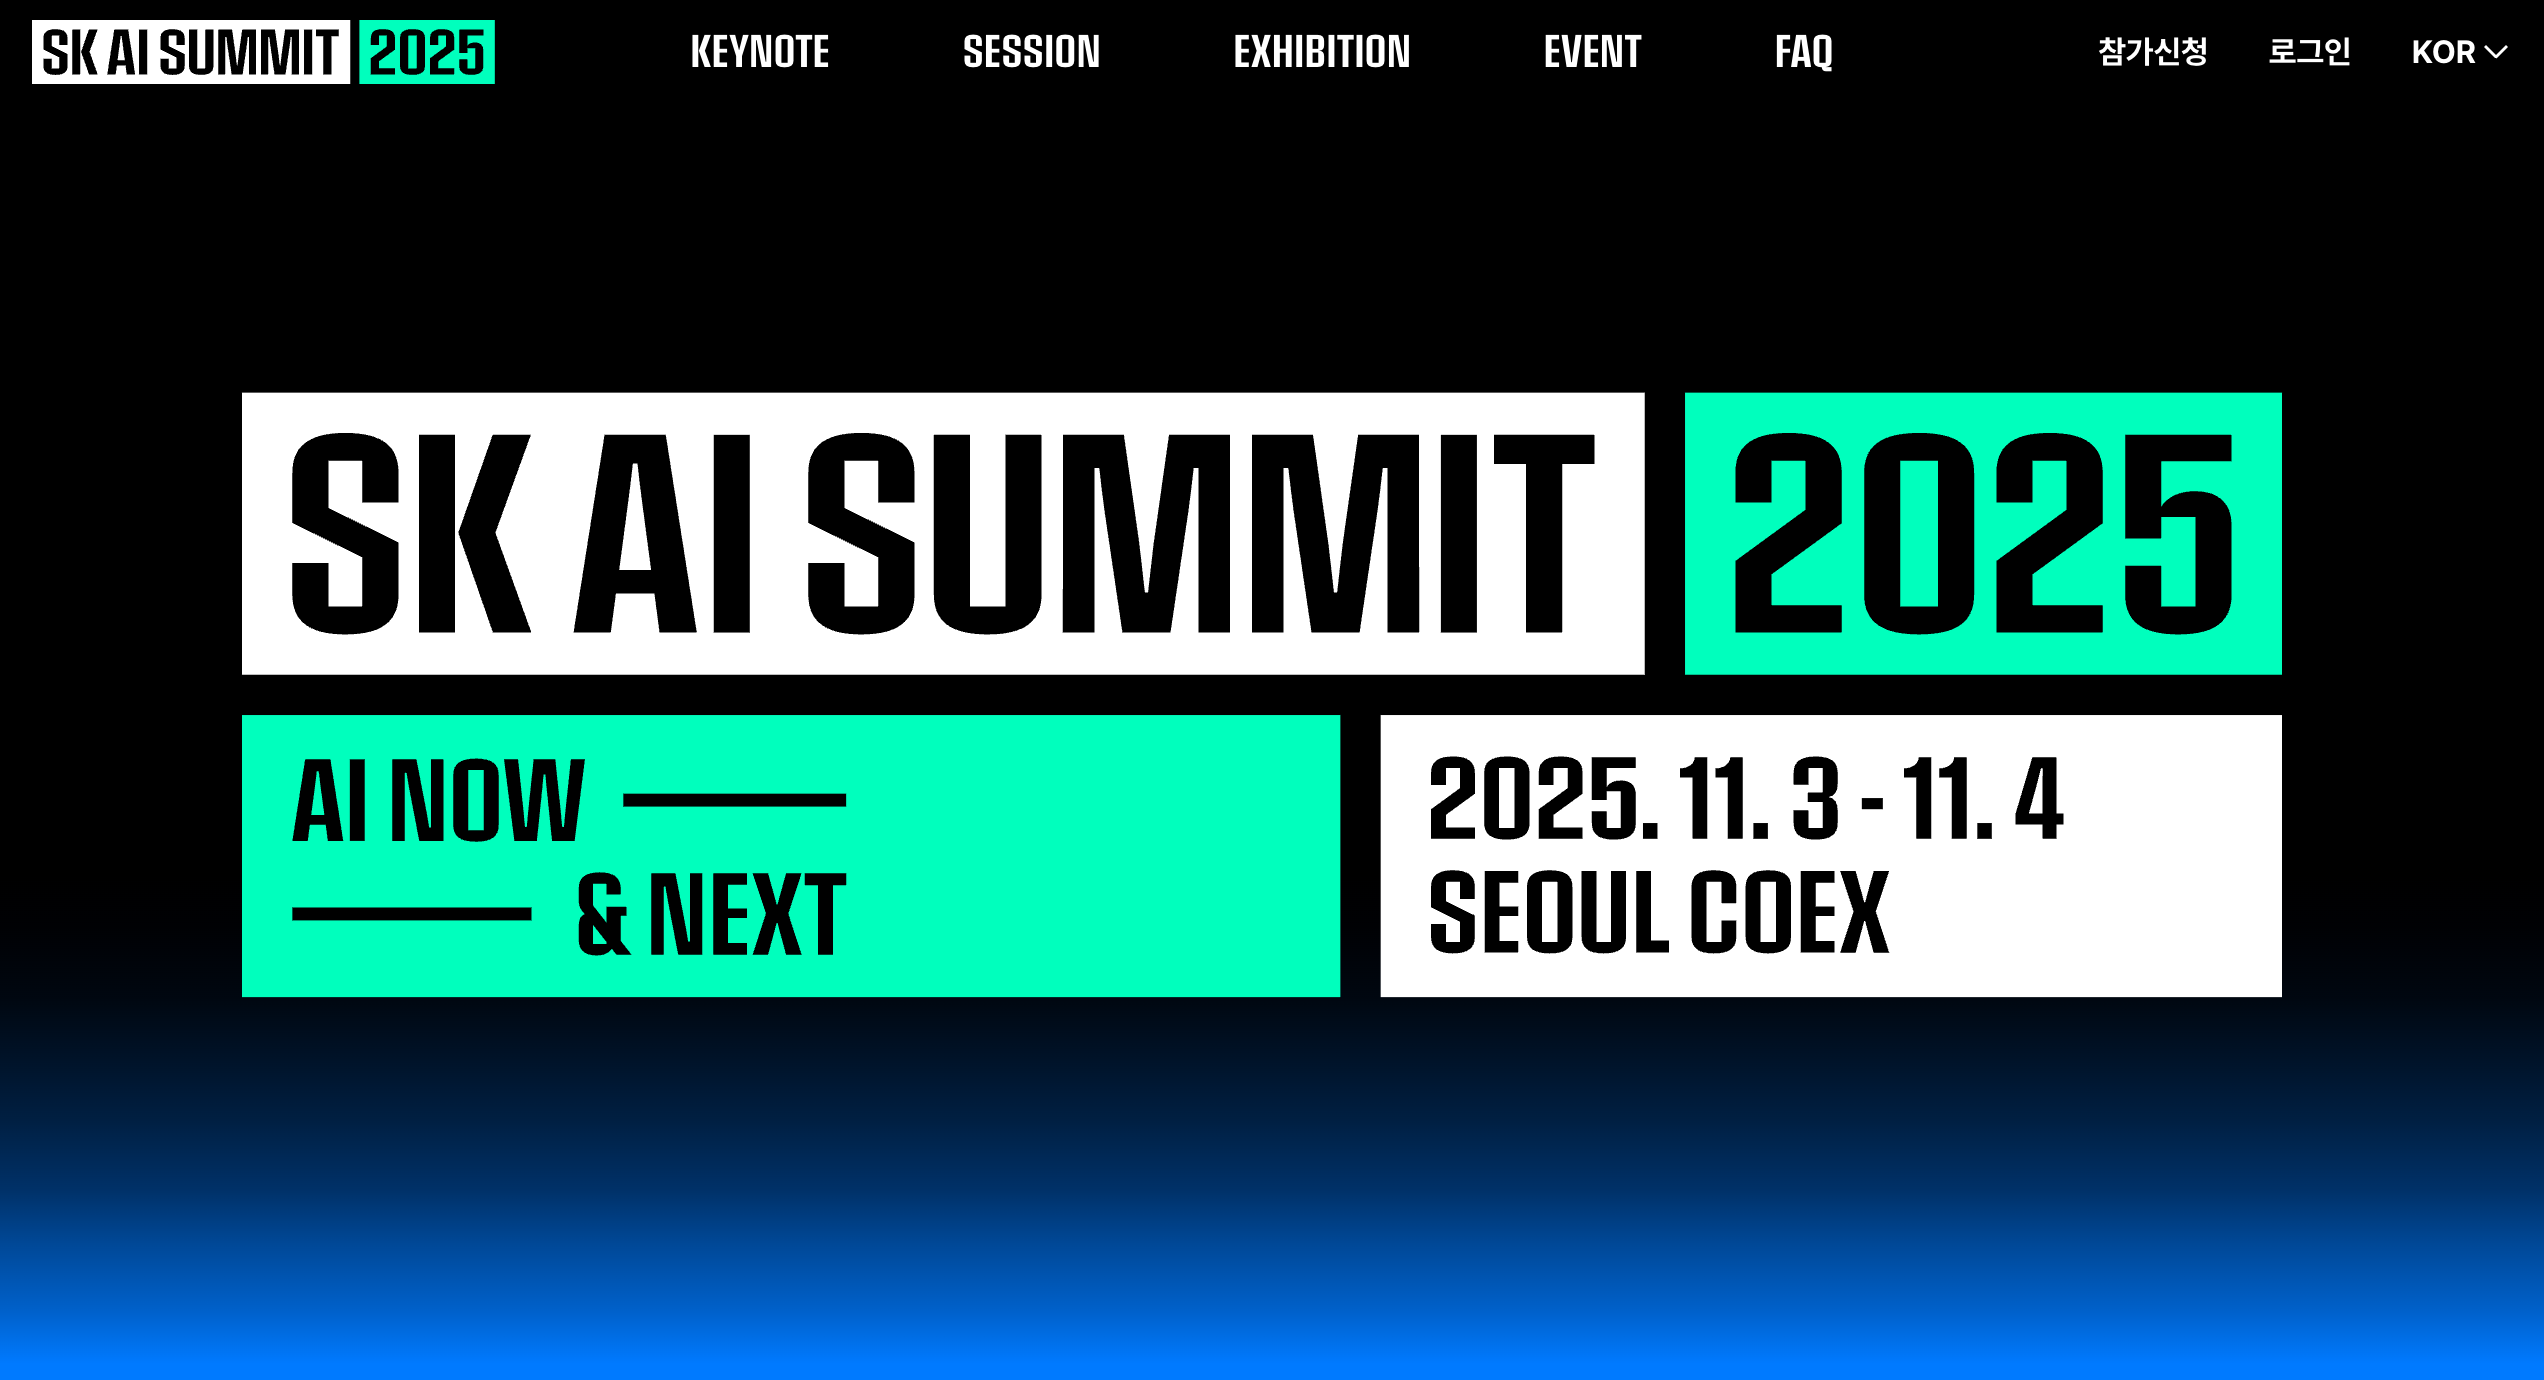 SK AI SUMMIT 2025
KEYNOTE
SESSION
EXHIBITION
EVENT
FAQ
참가신청
로그인
KOR
SK AI SUMMIT 2025
AI NOW
& NEXT
2025. 11. 3 - 11. 4
SEOUL COEX